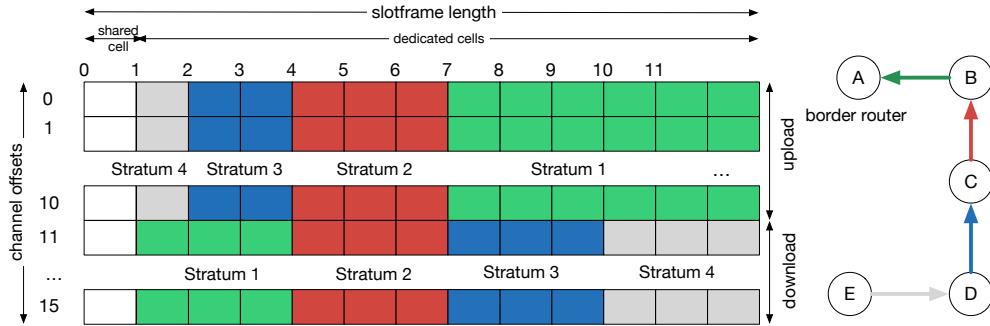 slotframe length
shared cell
dedicated cells
0 1 2 3 4 5 6 7 8 9 10 11
0
1
Stratum 4 Stratum 3 Stratum 2 Stratum 1 ...
10
11
... Stratum 1 Stratum 2 Stratum 3 Stratum 4
15
channel offsets
upload
download
A B
border router
C
E D